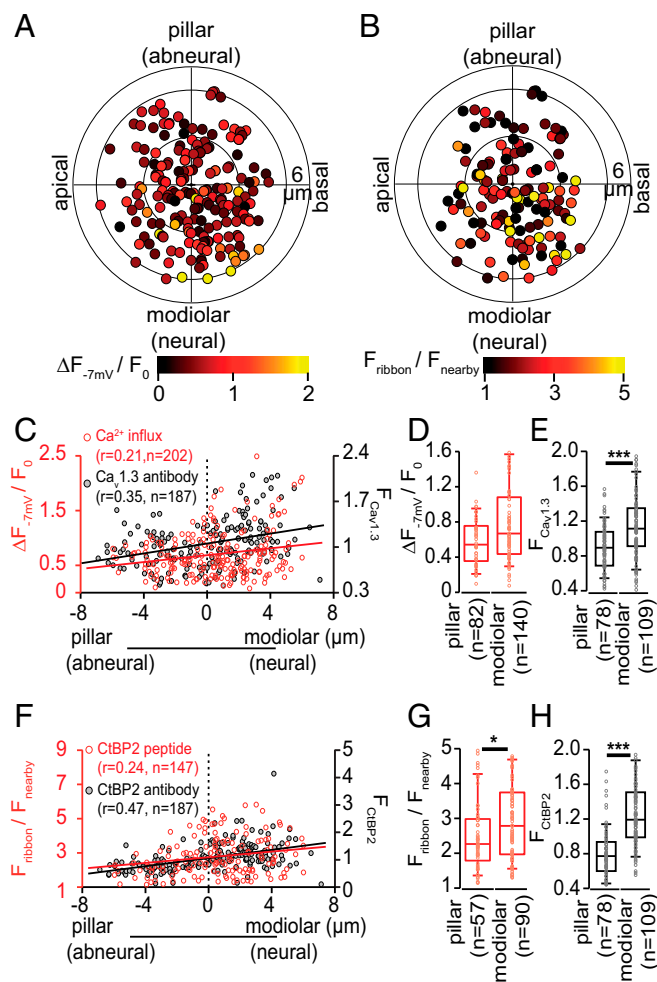 A
pillar
(abneural)
apical
6
µm
basal
modiolar
(neural)
ΔF-7mV / F0
0
1
2
B
pillar
(abneural)
apical
6
µm
basal
modiolar
(neural)
Fribbon / Fnearby
1
3
5
C
Ca2+ influx
(r=0.21,n=202)
Cav1.3 antibody
(r=0.35, n=187)
ΔF-7mV / F0
2.5
2.0
1.5
1.0
0.5
0
FCav1.3
2.4
1.7
1
0.3
-8
-4
0
4
8
pillar
(abneural)
modiolar (µm)
(neural)
D
ΔF-7mV / F0
1.6
1.2
0.8
0.4
0
pillar
(n=82)
modiolar
(n=140)
E
***
FCav1.3
2.0
1.6
1.2
0.8
0.4
pillar
(n=78)
modiolar
(n=109)
F
CtBP2 peptide
(r=0.24, n=147)
CtBP2 antibody
(r=0.47, n=187)
Fribbon / Fnearby
9
7
5
3
1
FCtBP2
5
4
3
2
1
0
-8
-4
0
4
8
pillar
(abneural)
modiolar (µm)
(neural)
G
*
Fribbon / Fnearby
5
4
3
2
1
pillar
(n=57)
modiolar
(n=90)
H
***
FCtBP2
2.0
1.6
1.2
0.8
0.4
pillar
(n=78)
modiolar
(n=109)